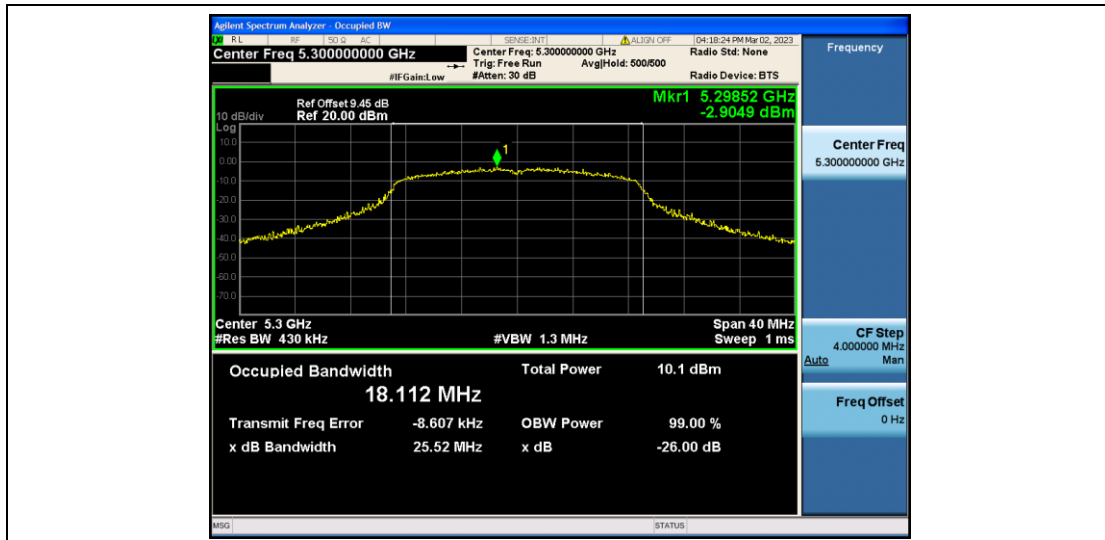 Agilent Spectrum Analyzer - Occupied BW
RL RF 50 Ω AC SENSE:INT ALIGN OFF 04:18:24 PM Mar 02, 2023
Center Freq 5.300000000 GHz Center Freq: 5.300000000 GHz Radio Std: None Frequency
Trig: Free Run Avg|Hold: 500/500
#IFGain:Low #Atten: 30 dB Radio Device: BTS
Ref Offset 9.45 dB Mkr1 5.29852 GHz
10 dB/div Ref 20.00 dBm -2.9049 dBm
Log
10.0
0.00
-10.0
-20.0
-30.0
-40.0
-50.0
-60.0
-70.0
1
Center 5.3 GHz Span 40 MHz
#Res BW 430 kHz #VBW 1.3 MHz Sweep 1 ms
Occupied Bandwidth Total Power 10.1 dBm
18.112 MHz
Transmit Freq Error -8.607 kHz OBW Power 99.00 %
x dB Bandwidth 25.52 MHz x dB -26.00 dB
Center Freq
5.300000000 GHz
CF Step
4.000000 MHz
Auto Man
Freq Offset
0 Hz
MSG STATUS